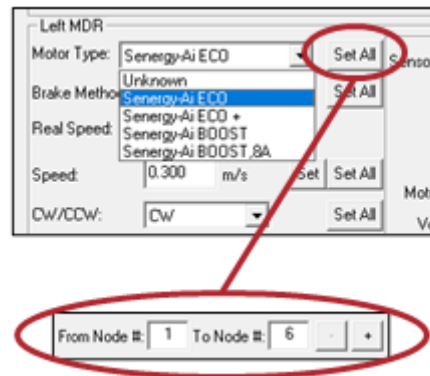 Left MDR
Motor Type: Senergy-Ai ECO Set All
Unknown
Brake Metho Senergy-Ai ECO Set All
Senergy-Ai ECO +
Real Speed: Senergy-Ai BOOST
Senergy-Ai BOOST,8A
Speed: 0.300 m/s Set Set All
CW/CCW: CW Set All
From Node #: 1 To Node #: 6 - +